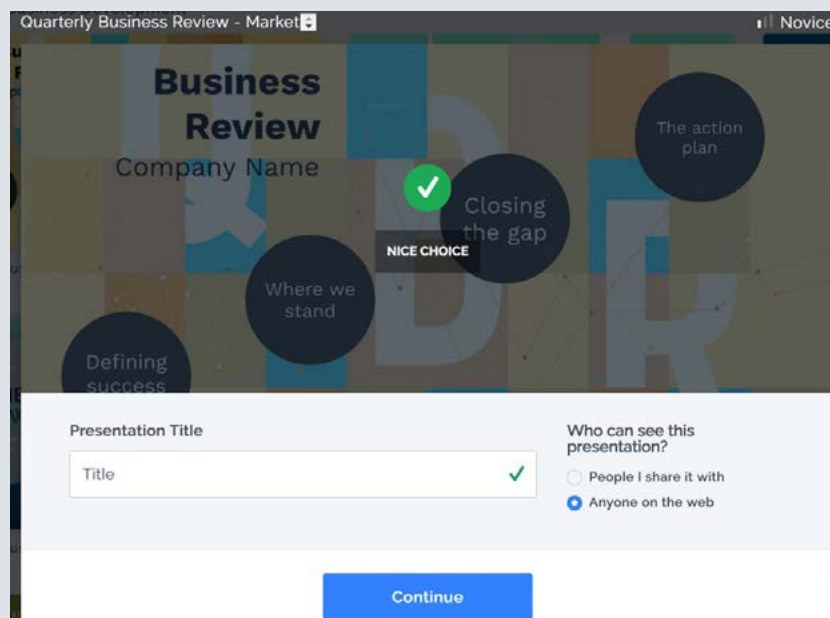 Quarterly Business Review - Market
Novice
Business
Review
Company Name
The action
plan
Closing
the gap
NICE CHOICE
Where we
stand
Defining
success
Presentation Title
Title
Who can see this
presentation?
People I share it with
Anyone on the web
Continue